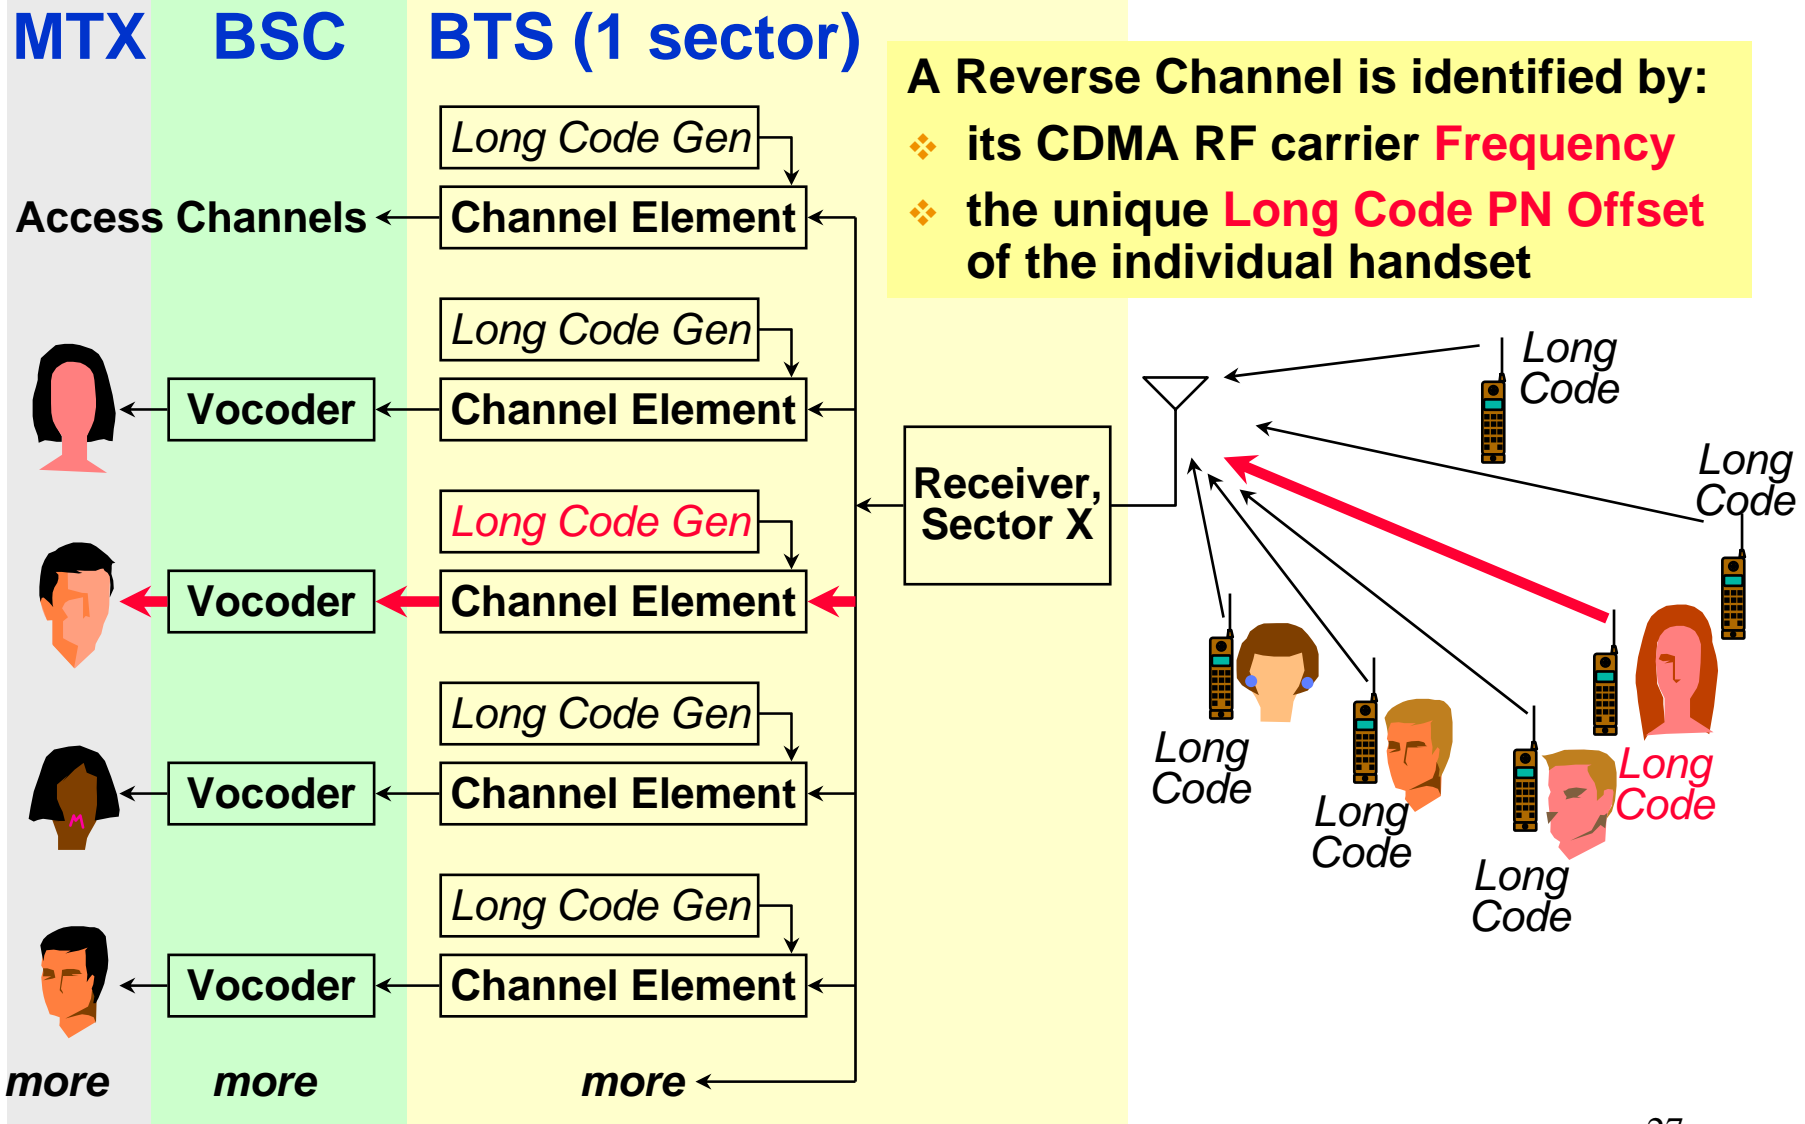 MTX BSC BTS (1 sector)
A Reverse Channel is identified by:
its CDMA RF carrier Frequency
the unique Long Code PN Offset
of the individual handset
Long Code Gen
Access Channels
Channel Element
Long Code Gen
Vocoder
Channel Element
Long Code Gen
Vocoder
Channel Element
Long Code Gen
Vocoder
Channel Element
Long Code Gen
Vocoder
Channel Element
more
more
more
Receiver,
Sector X
Long
Code
Long
Code
Long
Code
Long
Code
Long
Code
Long
Code